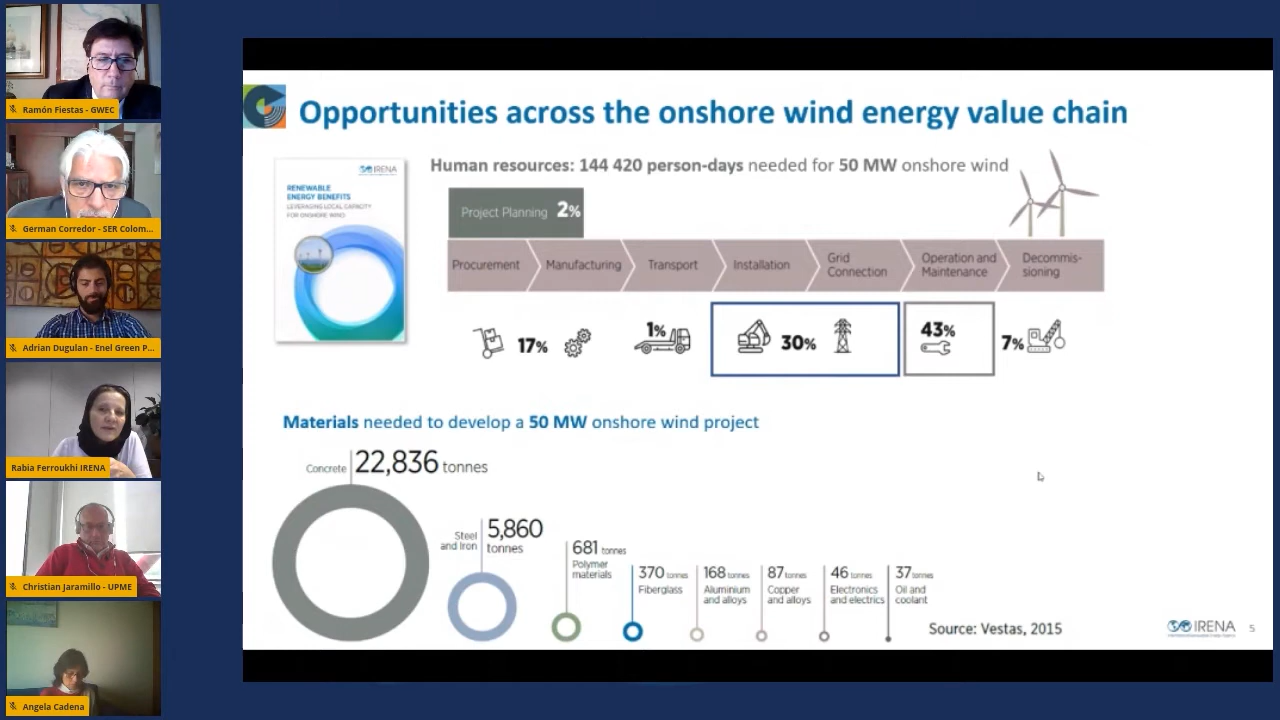 Ramón Fiestas - GWEC
German Corredor - SER Colom...
Adrian Dugulan - Enel Green P...
Rabia Ferroukhi IRENA
Christian Jaramillo - UPME
Angela Cadena
Opportunities across the onshore wind energy value chain
IRENA
RENEWABLE
ENERGY BENEFITS
LEVERAGING LOCAL CAPACITY
FOR ONSHORE WIND
Human resources: 144 420 person-days needed for 50 MW onshore wind
Project Planning 2%
Procurement
Manufacturing
Transport
Installation
Grid
Connection
Operation and
Maintenance
Decommis-
sioning
17%
1%
30%
43%
7%
Materials needed to develop a 50 MW onshore wind project
Concrete 22,836 tonnes
Steel
and Iron
5,860
tonnes
681 tonnes
Polymer
materials
370 tonnes
Fiberglass
168 tonnes
Aluminium
and alloys
87 tonnes
Copper
and alloys
46 tonnes
Electronics
and electrics
37 tonnes
Oil and
coolant
Source: Vestas, 2015
IRENA
5